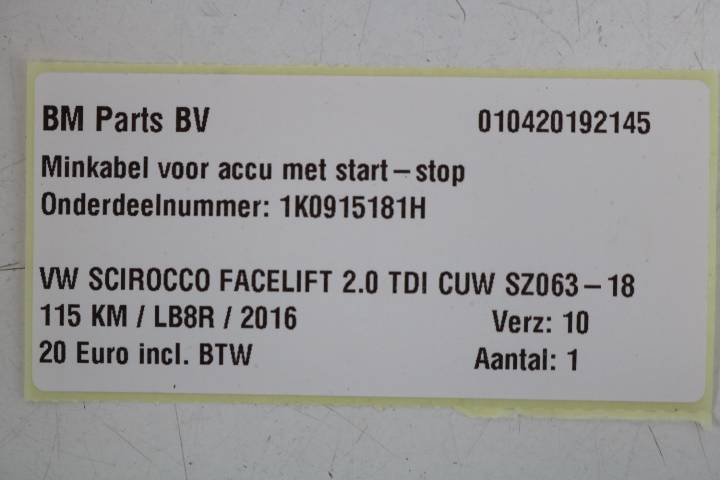 BM Parts BV 010420192145
Minkabel voor accu met start-stop
Onderdeelnummer: 1K0915181H
VW SCIROCCO FACELIFT 2.0 TDI CUW SZ063-18
115 KM / LB8R / 2016 Verz: 10
20 Euro incl. BTW Aantal: 1